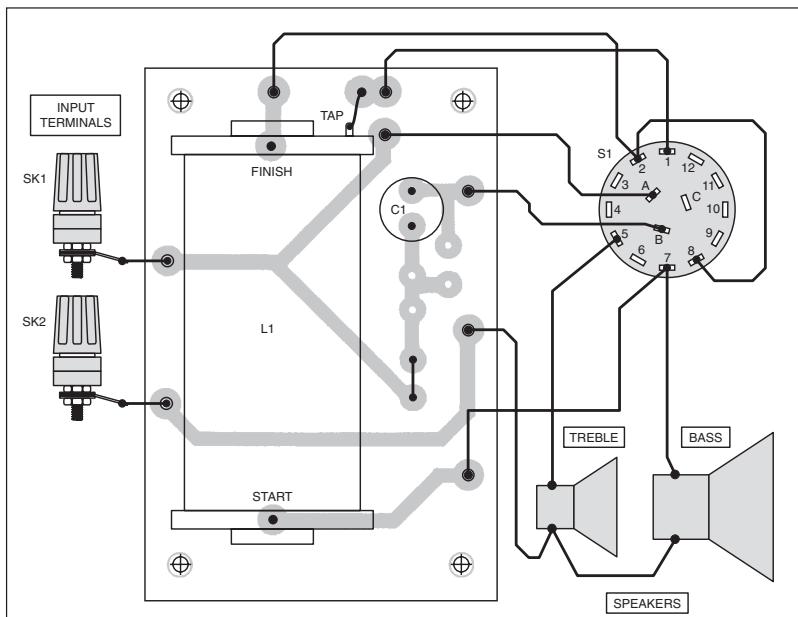 INPUT
TERMINALS
SK1
SK2
TAP
FINISH
C1
L1
START
S1
1
2
3
4
5
6
7
8
9
10
11
12
A
B
C
TREBLE
BASS
SPEAKERS